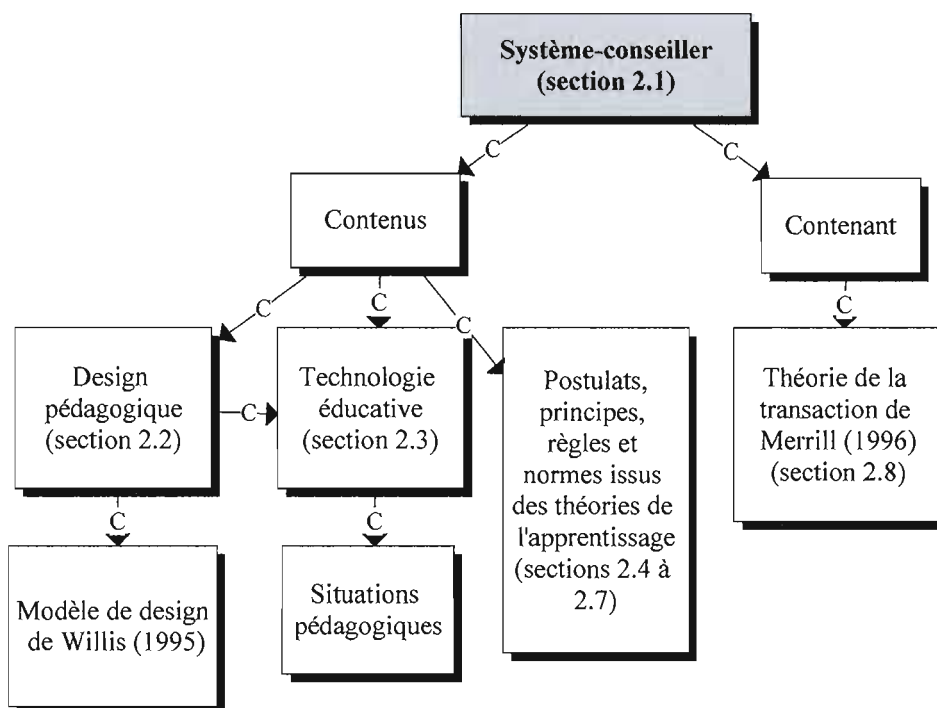 Système-conseiller
(section 2.1)
C
C
Contenus
Contenant
C
C
C
C
Design
pédagogique
(section 2.2)
C
Technologie
éducative
(section 2.3)
Postulats,
principes,
règles et
normes issus
des théories de
l'apprentissage
(sections 2.4 à
2.7)
Théorie de la
transaction de
Merrill (1996)
(section 2.8)
C
C
Modèle de design
de Willis (1995)
Situations
pédagogiques